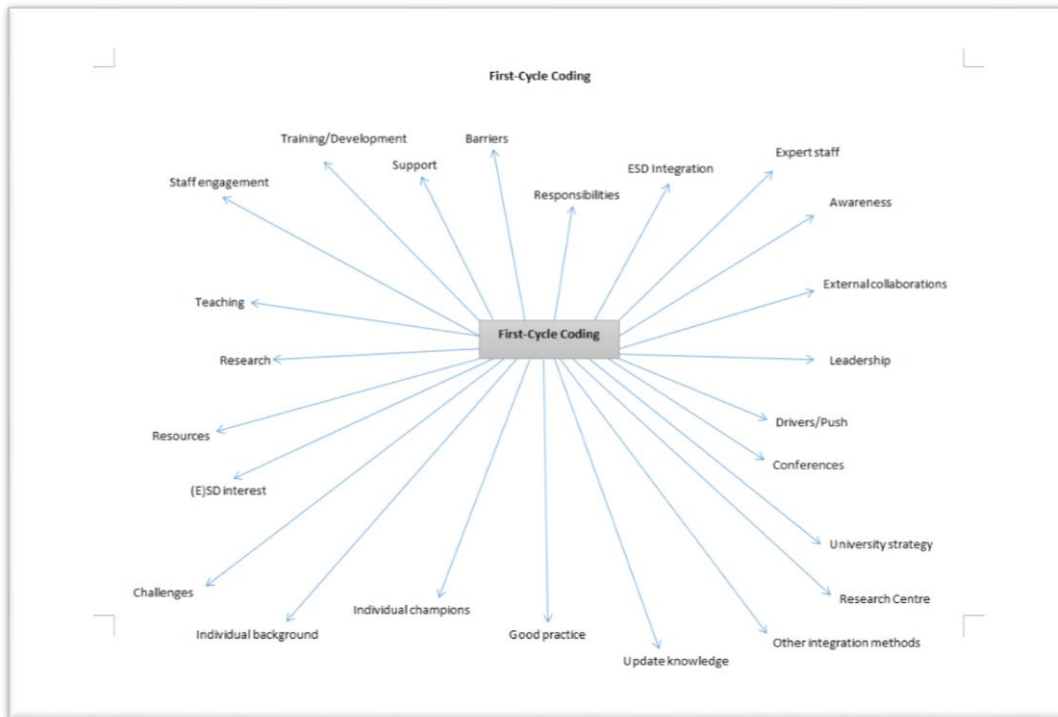 First-Cycle Coding
Barriers
Training/Development
Expert staff
Support
ESD Integration
Staff engagement
Responsibilities
Awareness
External collaborations
Teaching
First-Cycle Coding
Research
Leadership
Drivers/Push
Resources
Conferences
(E)SD interest
University strategy
Challenges
Research Centre
Individual champions
Individual background
Good practice
Other integration methods
Update knowledge